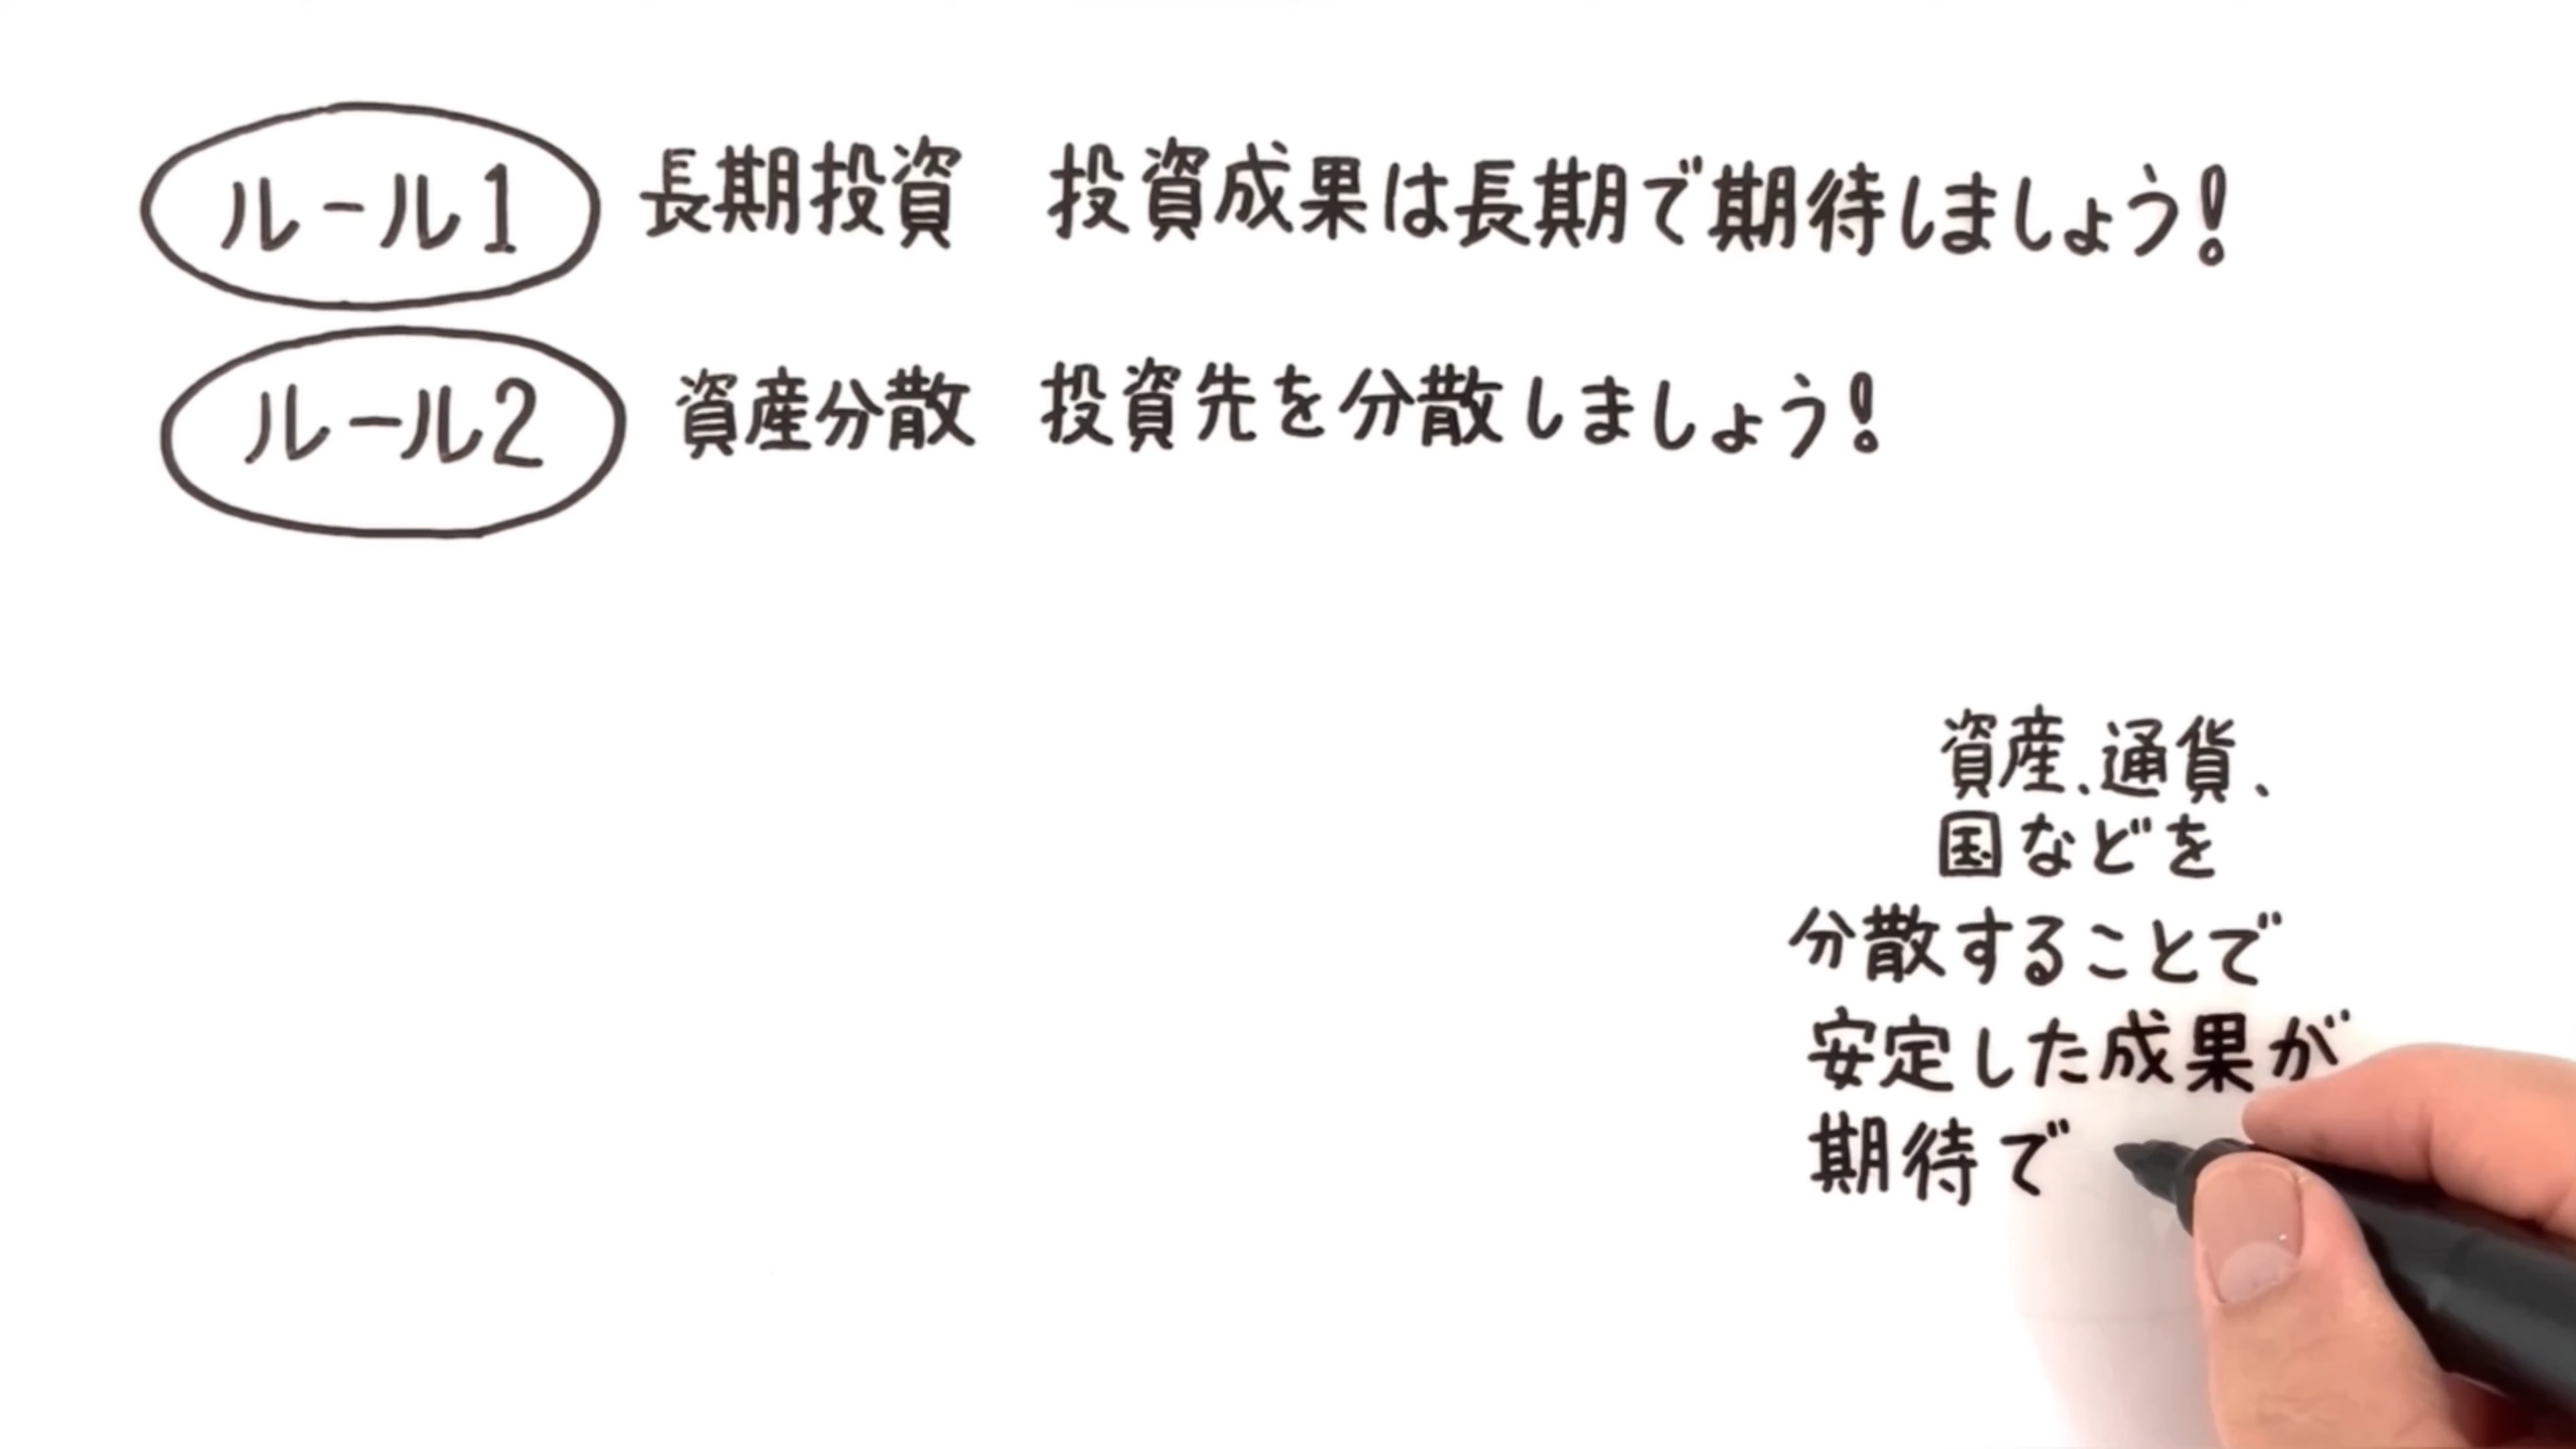 ルール1 長期投資 投資成果は長期で期待しましょう!
ルール2 資産分散 投資先を分散しましょう!
資産、通貨、
国などを
分散することで
安定した成果が
期待で